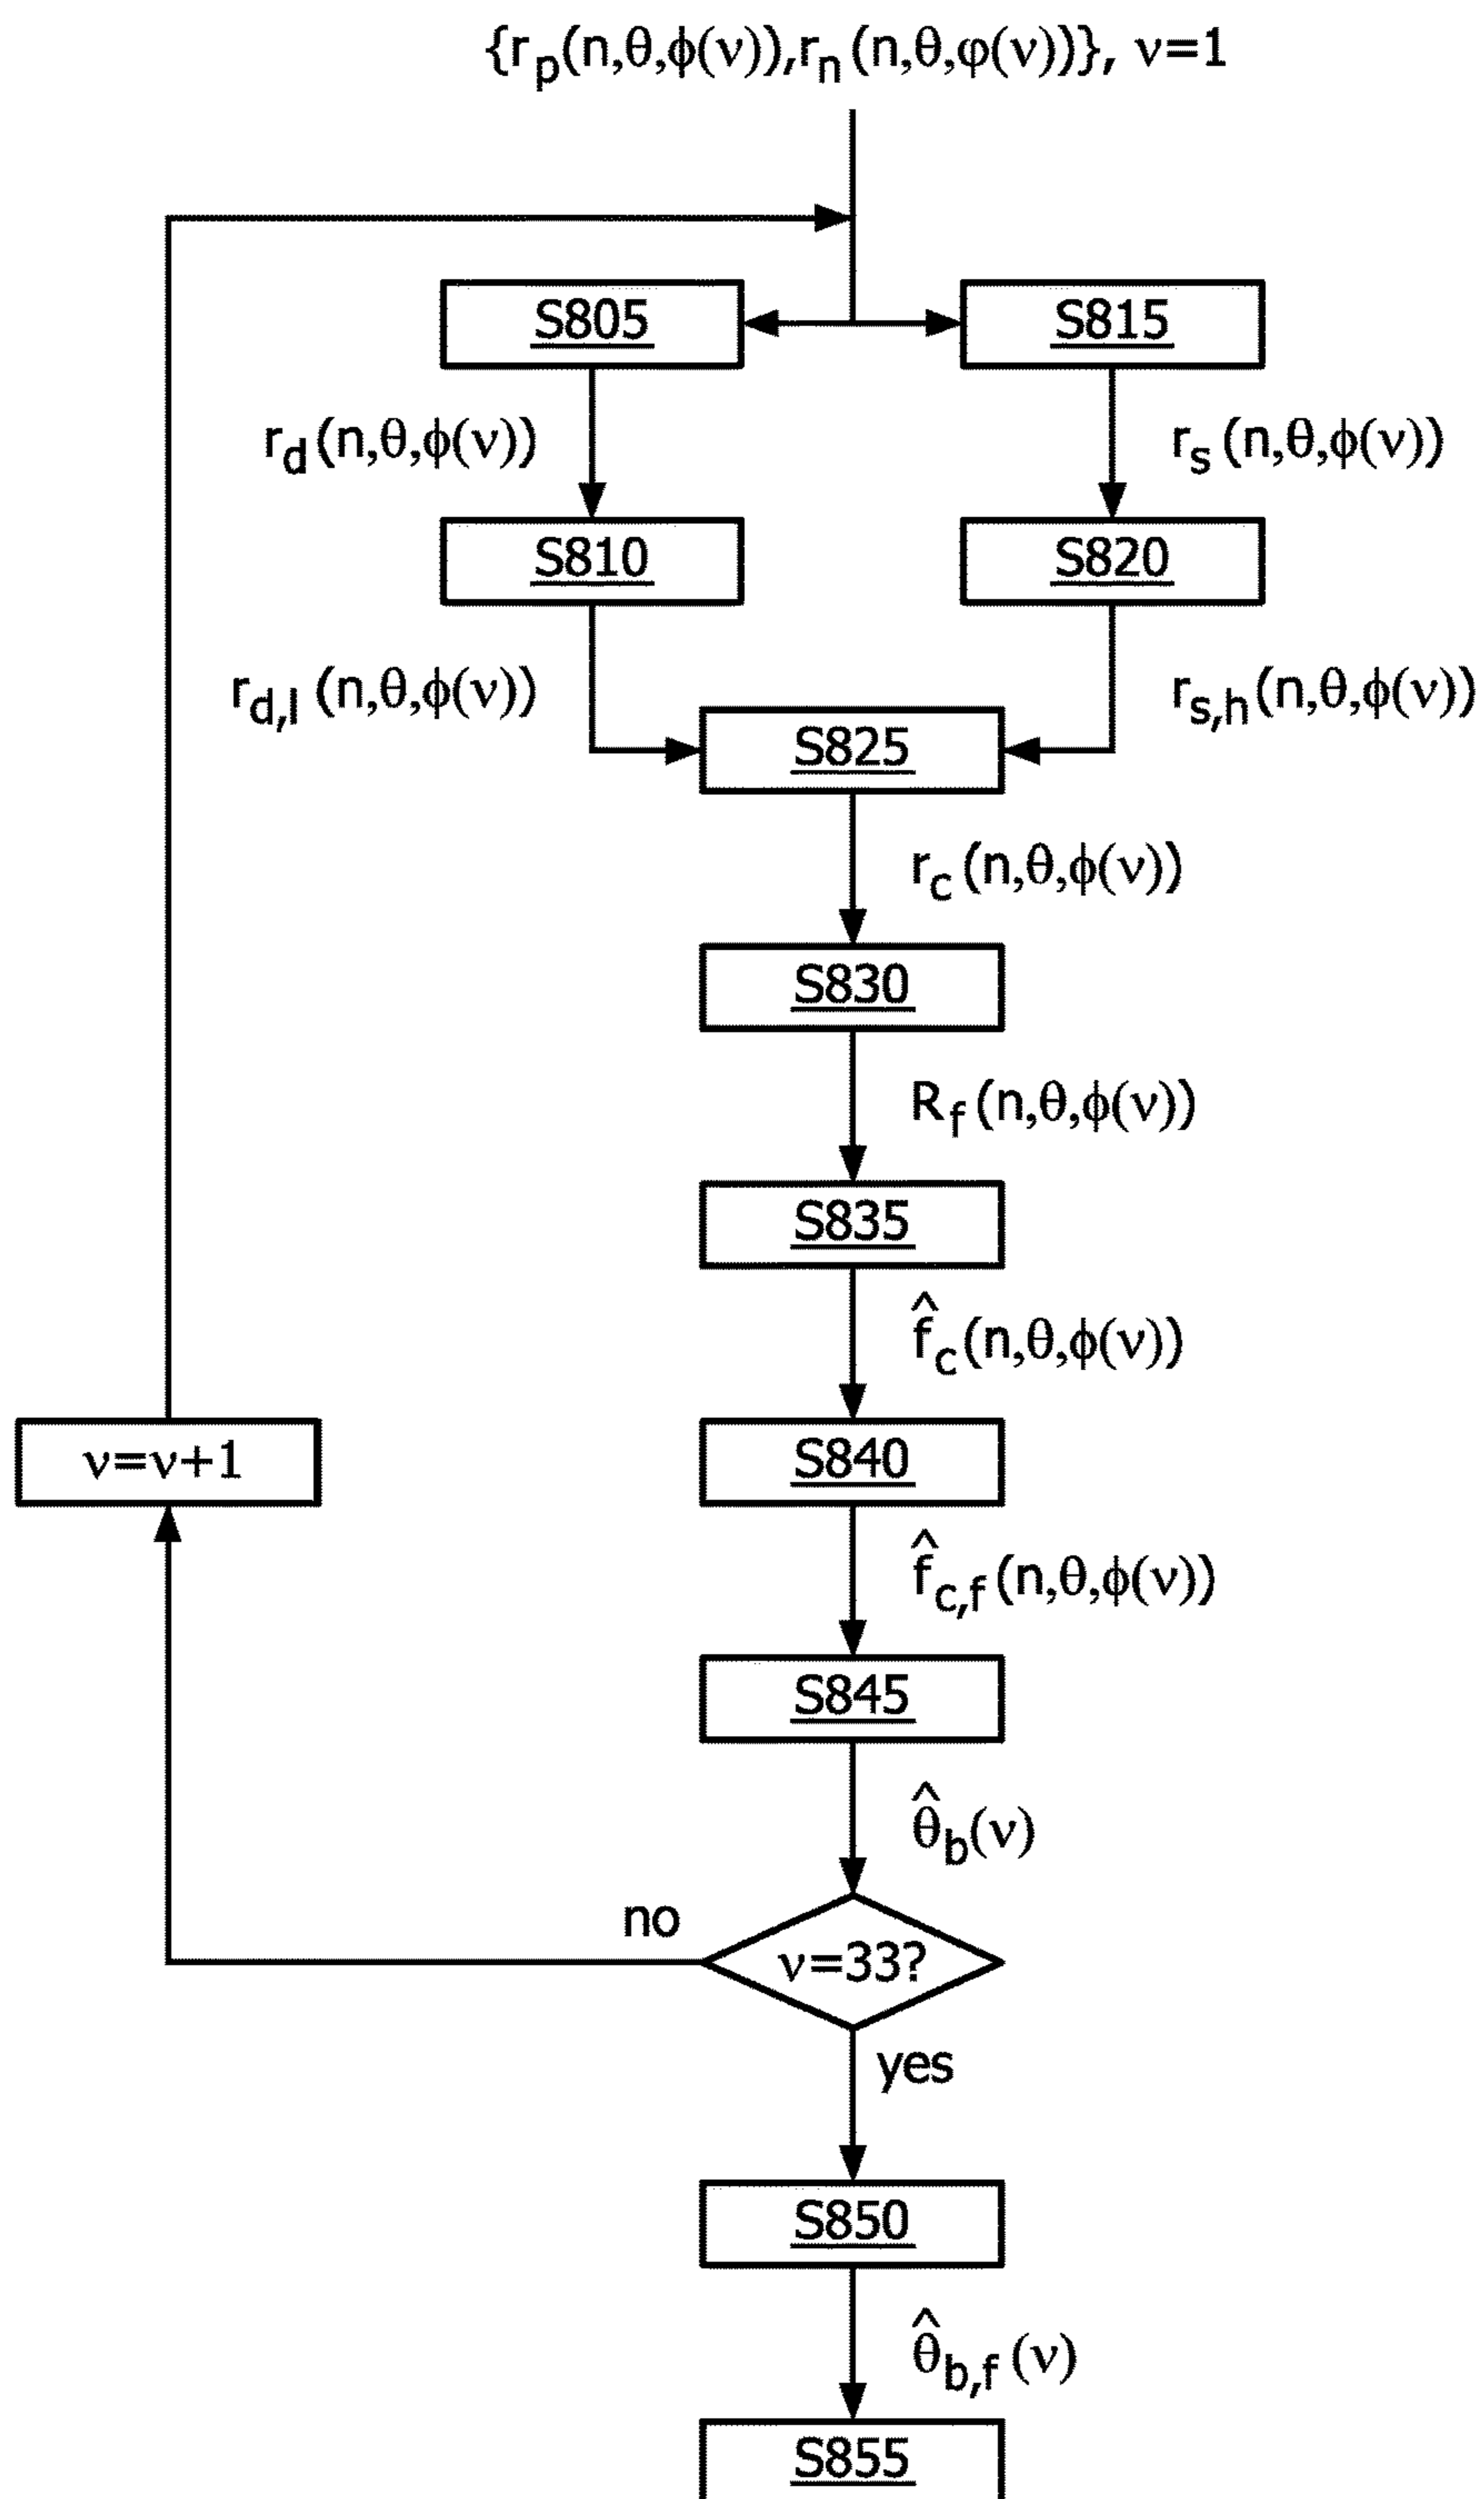 {r_p(n,θ,ϕ(ν)),r_n(n,θ,φ(ν))}, ν=1
S805
S815
r_d(n,θ,ϕ(ν))
r_s(n,θ,ϕ(ν))
S810
S820
r_d,l(n,θ,ϕ(ν))
r_s,h(n,θ,ϕ(ν))
S825
r_c(n,θ,ϕ(ν))
S830
R_f(n,θ,ϕ(ν))
S835
f̂_c(n,θ,ϕ(ν))
ν=ν+1
S840
f̂_c,f(n,θ,ϕ(ν))
S845
θ̂_b(ν)
no
ν=33?
yes
S850
θ̂_b,f(ν)
S855